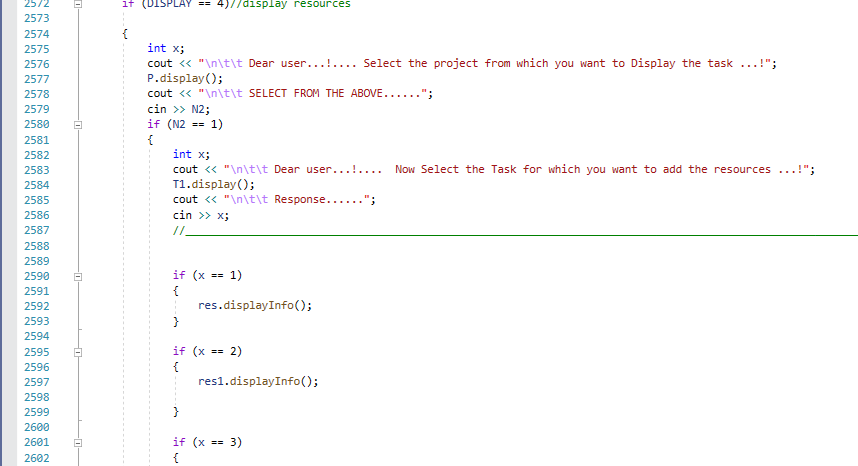 2572 if (DISPLAY == 4)//display resources
2573
2574 {
2575 int x;
2576 cout << "\n\t\t Dear user...!.... Select the project from which you want to Display the task ...!";
2577 P.display();
2578 cout << "\n\t\t SELECT FROM THE ABOVE......";
2579 cin >> N2;
2580 if (N2 == 1)
2581 {
2582 int x;
2583 cout << "\n\t\t Dear user...!....  Now Select the Task for which you want to add the resources ...!";
2584 T1.display();
2585 cout << "\n\t\t Response......";
2586 cin >> x;
2587 //______________________________________________________________________________
2588
2589
2590 if (x == 1)
2591 {
2592 res.displayInfo();
2593 }
2594
2595 if (x == 2)
2596 {
2597 res1.displayInfo();
2598
2599 }
2600
2601 if (x == 3)
2602 {